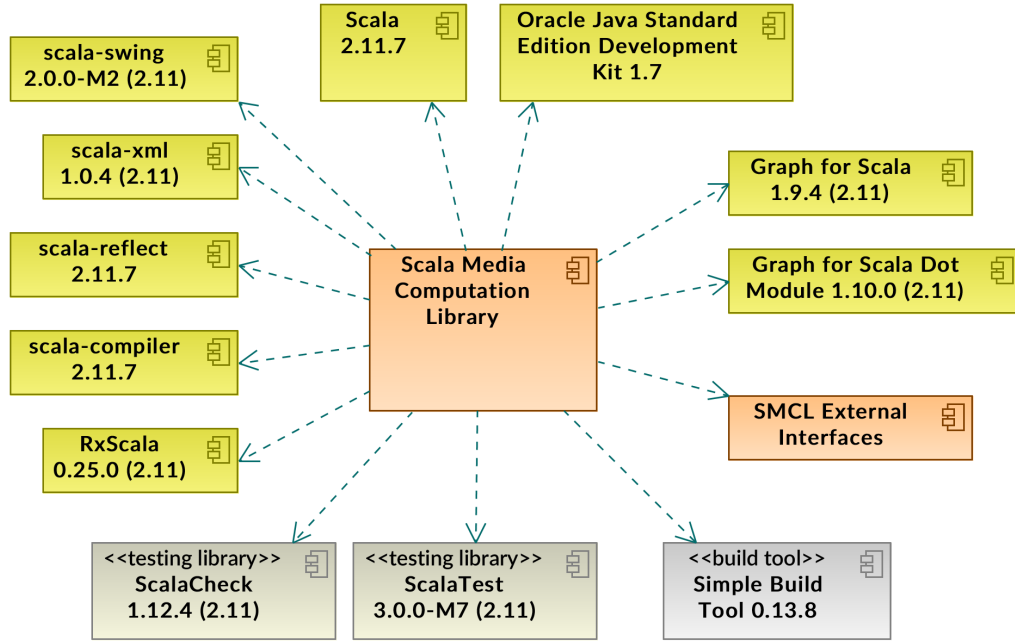 Scala
2.11.7
Oracle Java Standard
Edition Development
Kit 1.7
scala-swing
2.0.0-M2 (2.11)
scala-xml
1.0.4 (2.11)
Graph for Scala
1.9.4 (2.11)
scala-reflect
2.11.7
Scala Media
Computation
Library
Graph for Scala Dot
Module 1.10.0 (2.11)
scala-compiler
2.11.7
SMCL External
Interfaces
RxScala
0.25.0 (2.11)
<<testing library>>
ScalaCheck
1.12.4 (2.11)
<<testing library>>
ScalaTest
3.0.0-M7 (2.11)
<<build tool>>
Simple Build
Tool 0.13.8